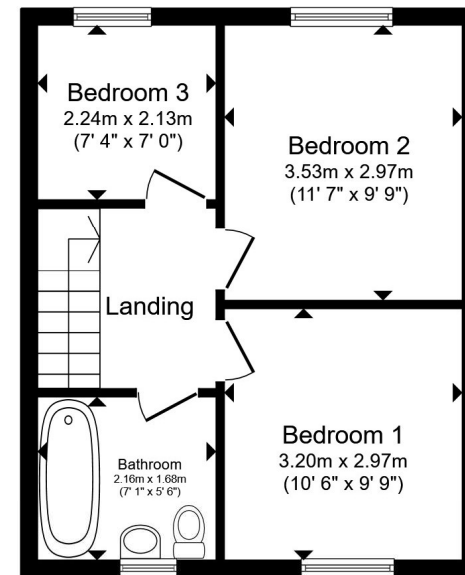 Bedroom 3
2.24m x 2.13m
(7' 4" x 7' 0")
Bedroom 2
3.53m x 2.97m
(11' 7" x 9' 9")
Landing
Bedroom 1
3.20m x 2.97m
(10' 6" x 9' 9")
Bathroom
2.16m x 1.68m
(7' 1" x 5' 6")